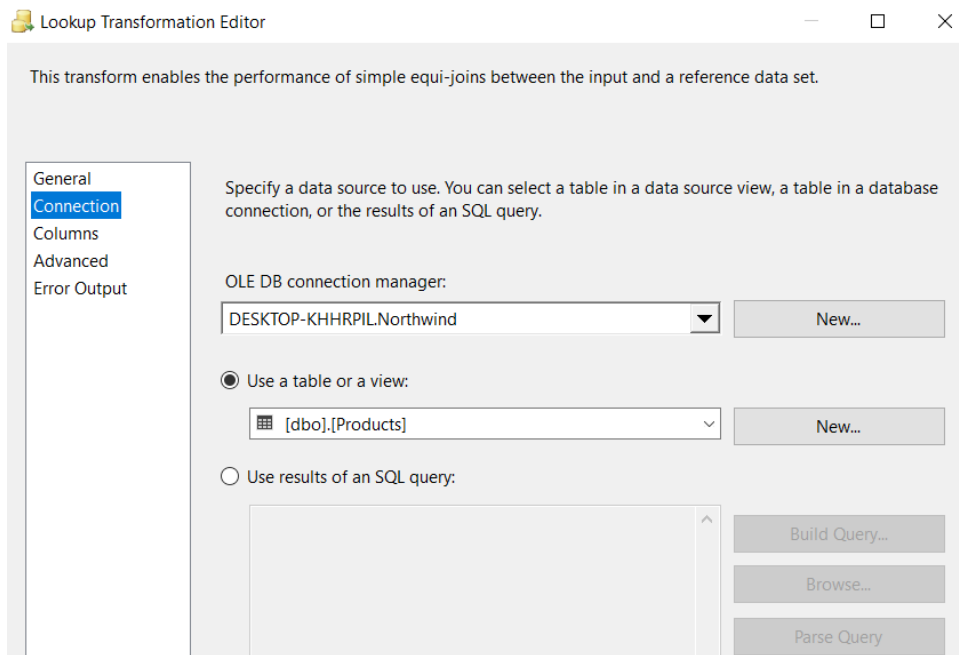 Lookup Transformation Editor
This transform enables the performance of simple equi-joins between the input and a reference data set.
General
Connection
Columns
Advanced
Error Output
Specify a data source to use. You can select a table in a data source view, a table in a database
connection, or the results of an SQL query.
OLE DB connection manager:
DESKTOP-KHHRPIL.Northwind
New...
Use a table or a view:
[dbo].[Products]
New...
Use results of an SQL query:
Build Query...
Browse...
Parse Query